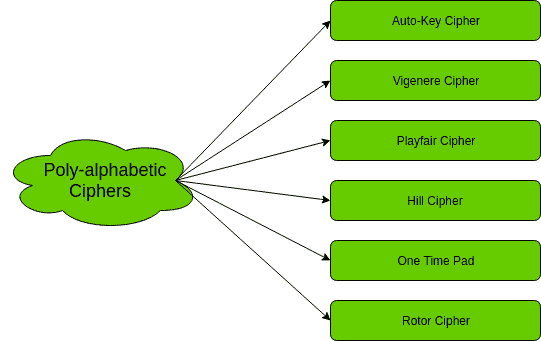 Poly-alphabetic
Ciphers
Auto-Key Cipher
Vigenere Cipher
Playfair Cipher
Hill Cipher
One Time Pad
Rotor Cipher